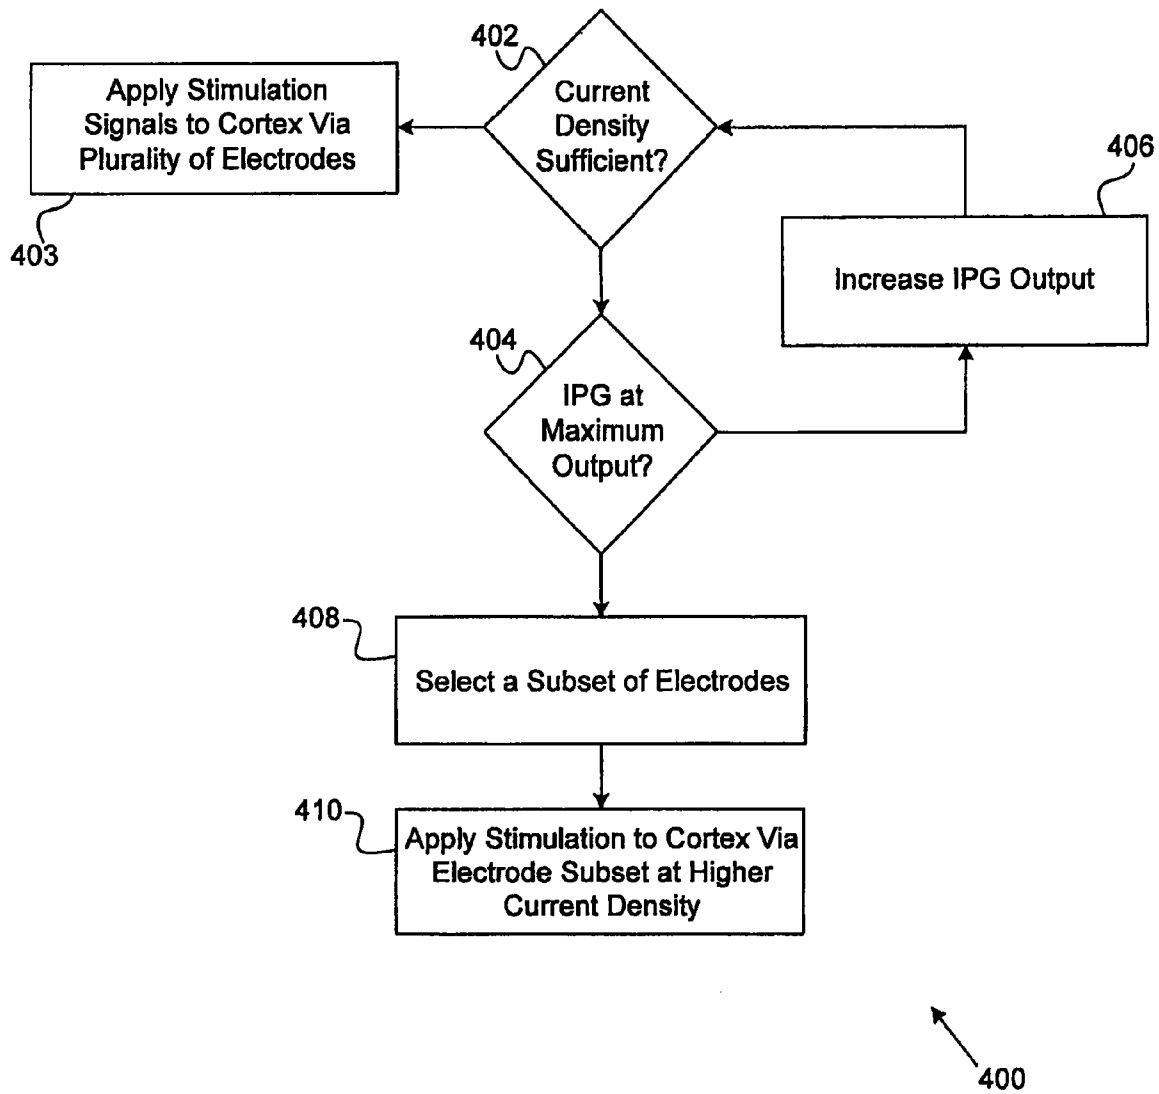 402
Current
Density
Sufficient?
Apply Stimulation
Signals to Cortex Via
Plurality of Electrodes
403
406
Increase IPG Output
404
IPG at
Maximum
Output?
408
Select a Subset of Electrodes
410
Apply Stimulation to Cortex Via
Electrode Subset at Higher
Current Density
400